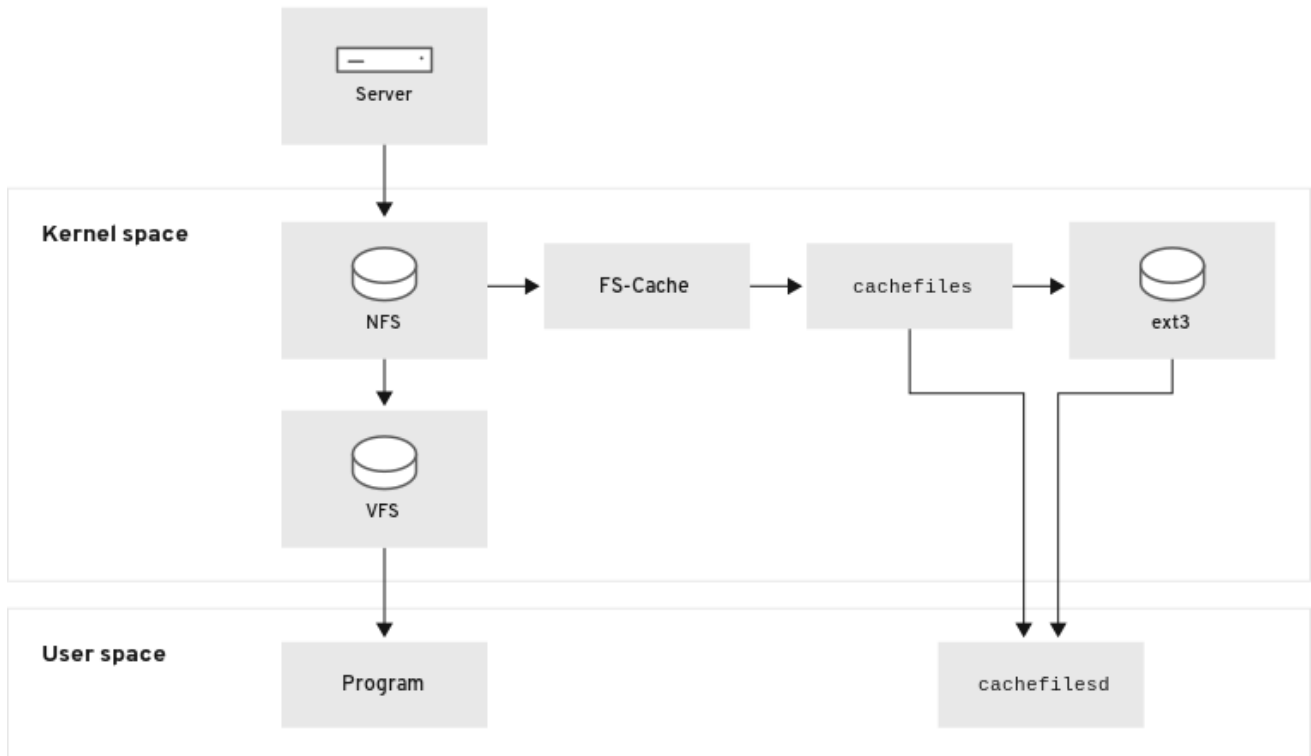 Server
Kernel space
NFS
FS-Cache
cachefiles
ext3
VFS
User space
Program
cachefilesd